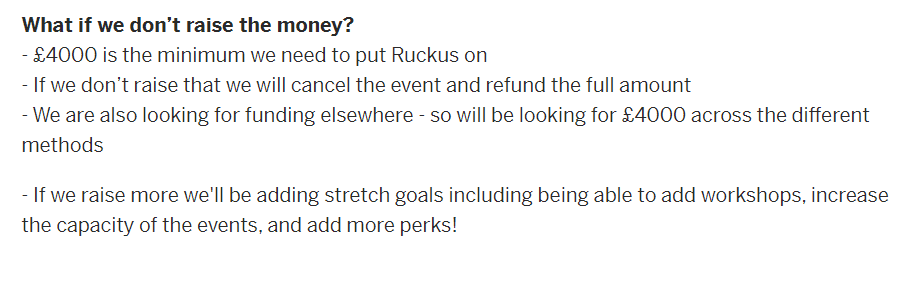 What if we don’t raise the money?
- £4000 is the minimum we need to put Ruckus on
- If we don’t raise that we will cancel the event and refund the full amount
- We are also looking for funding elsewhere - so will be looking for £4000 across the different
methods
- If we raise more we'll be adding stretch goals including being able to add workshops, increase
the capacity of the events, and add more perks!